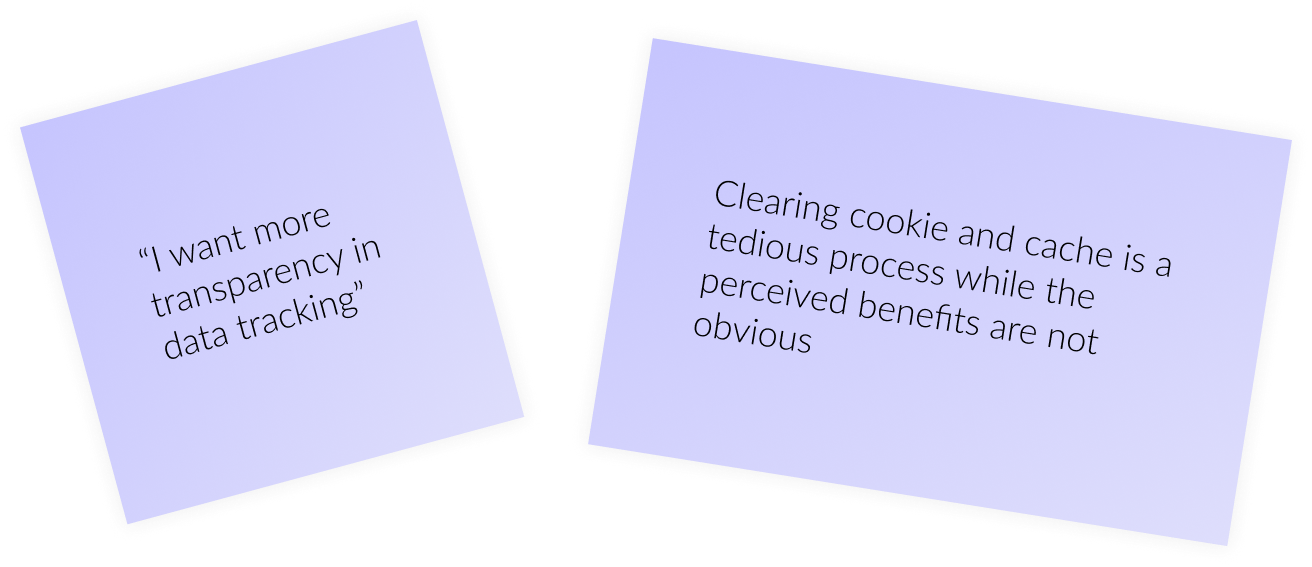 “I want more
transparency in
data tracking”
Clearing cookie and cache is a
tedious process while the
perceived benefits are not
obvious